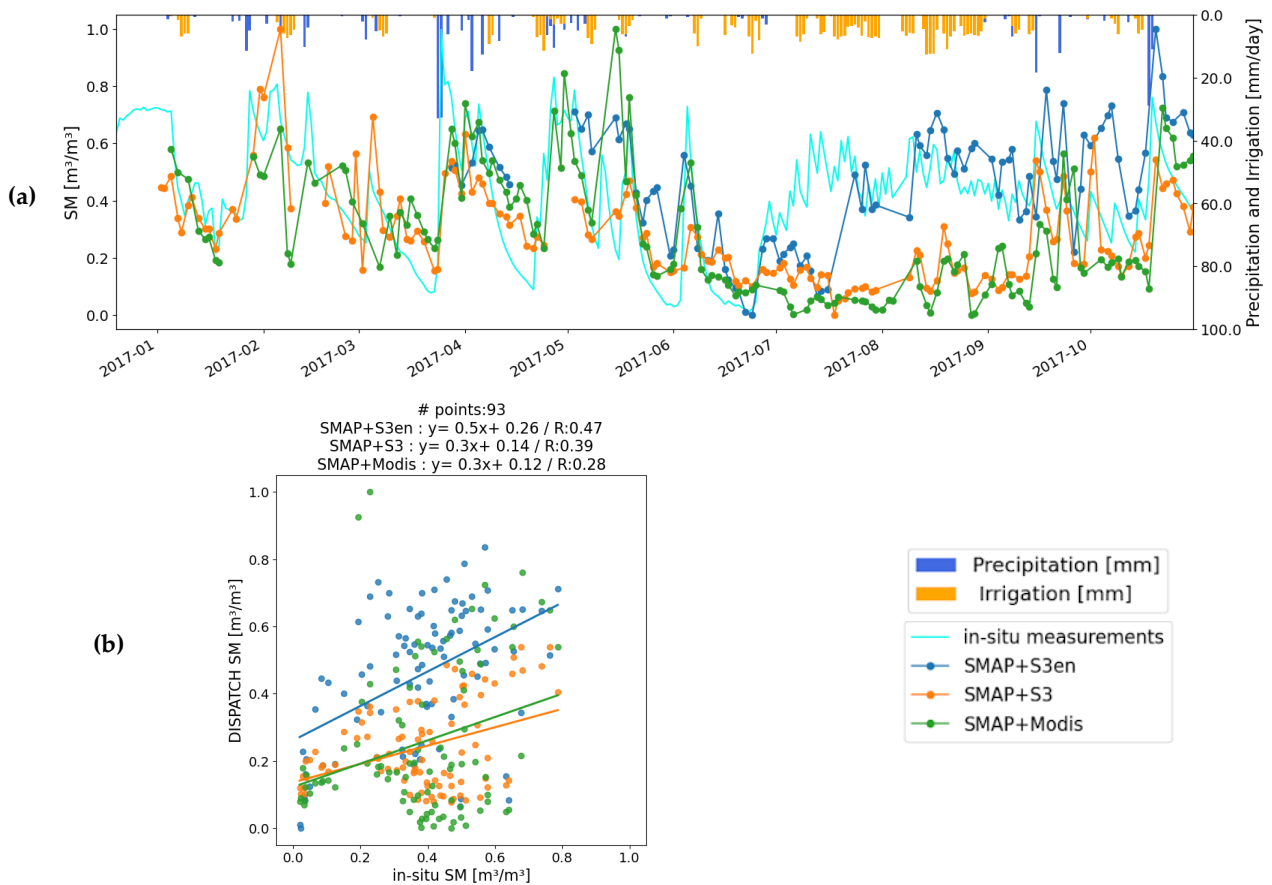 (a)
SM [m³/m³]
1.0
0.8
0.6
0.4
0.2
0.0
0.0
20.0
40.0
60.0
80.0
100.0
Precipitation and Irrigation [mm/day]
2017-01
2017-02
2017-03
2017-04
2017-05
2017-06
2017-07
2017-08
2017-09
2017-10
# points:93
SMAP+S3en : y= 0.5x+ 0.26 / R:0.47
SMAP+S3 : y= 0.3x+ 0.14 / R:0.39
SMAP+Modis : y= 0.3x+ 0.12 / R:0.28
(b)
DISPATCH SM [m³/m³]
1.0
0.8
0.6
0.4
0.2
0.0
0.0 0.2 0.4 0.6 0.8 1.0
in-situ SM [m³/m³]
Precipitation [mm]
Irrigation [mm]
in-situ measurements
SMAP+S3en
SMAP+S3
SMAP+Modis